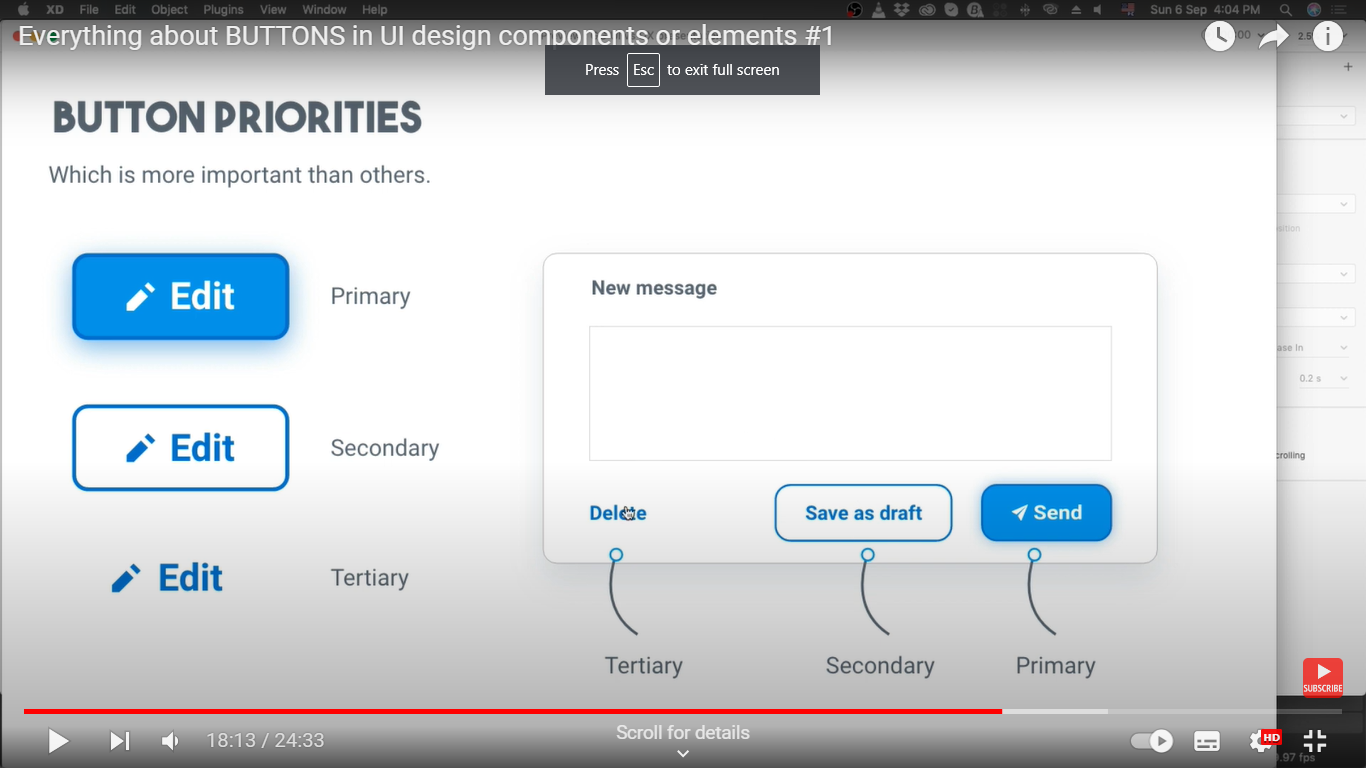 XD File Edit Object Plugins View Window Help
Sun 6 Sep 4:04 PM
Everything about BUTTONS in UI design components or elements #1
Press Esc to exit full screen
BUTTON PRIORITIES
Which is more important than others.
Edit
Primary
New message
Edit
Secondary
Delete
Save as draft
Send
Edit
Tertiary
Tertiary
Secondary
Primary
ase In
0.2 s
crolling
SUBSCRIBE
18:13 / 24:33
Scroll for details
HD
.97 fps